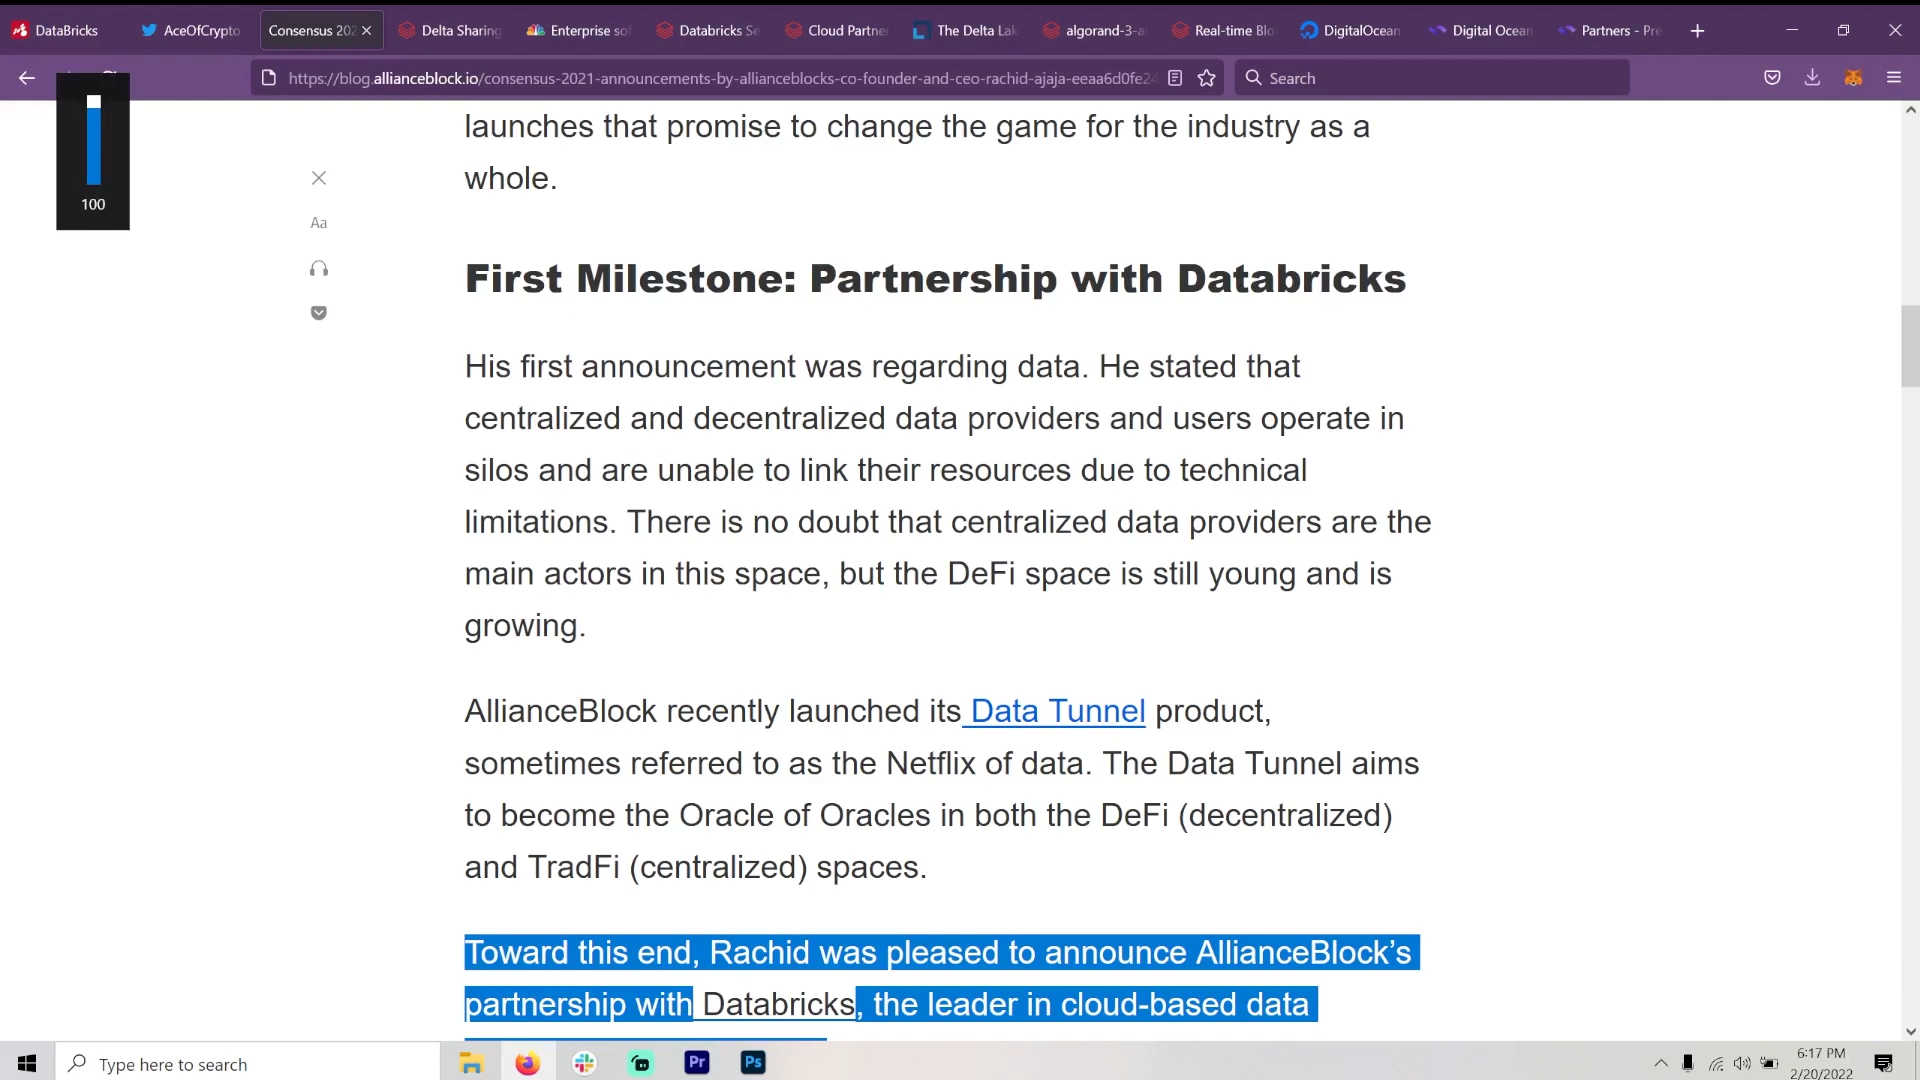 DataBricks
AceOfCrypto
Consensus 202
Delta Sharing
Enterprise sol
Databricks Se
Cloud Partner
The Delta Lak
algorand-3-a
Real-time Blo
DigitalOcean
Digital Ocean
Partners - Pre
https://blog.allianceblock.io/consensus-2021-announcements-by-allianceblocks-co-founder-and-ceo-rachid-ajaja-eeaa6d0fe24
Search
100
Aa
launches that promise to change the game for the industry as a
whole.
First Milestone: Partnership with Databricks
His first announcement was regarding data. He stated that
centralized and decentralized data providers and users operate in
silos and are unable to link their resources due to technical
limitations. There is no doubt that centralized data providers are the
main actors in this space, but the DeFi space is still young and is
growing.
AllianceBlock recently launched its Data Tunnel product,
sometimes referred to as the Netflix of data. The Data Tunnel aims
to become the Oracle of Oracles in both the DeFi (decentralized)
and TradFi (centralized) spaces.
Toward this end, Rachid was pleased to announce AllianceBlock’s
partnership with Databricks, the leader in cloud-based data
Type here to search
Pr
Ps
6:17 PM
2/20/2022